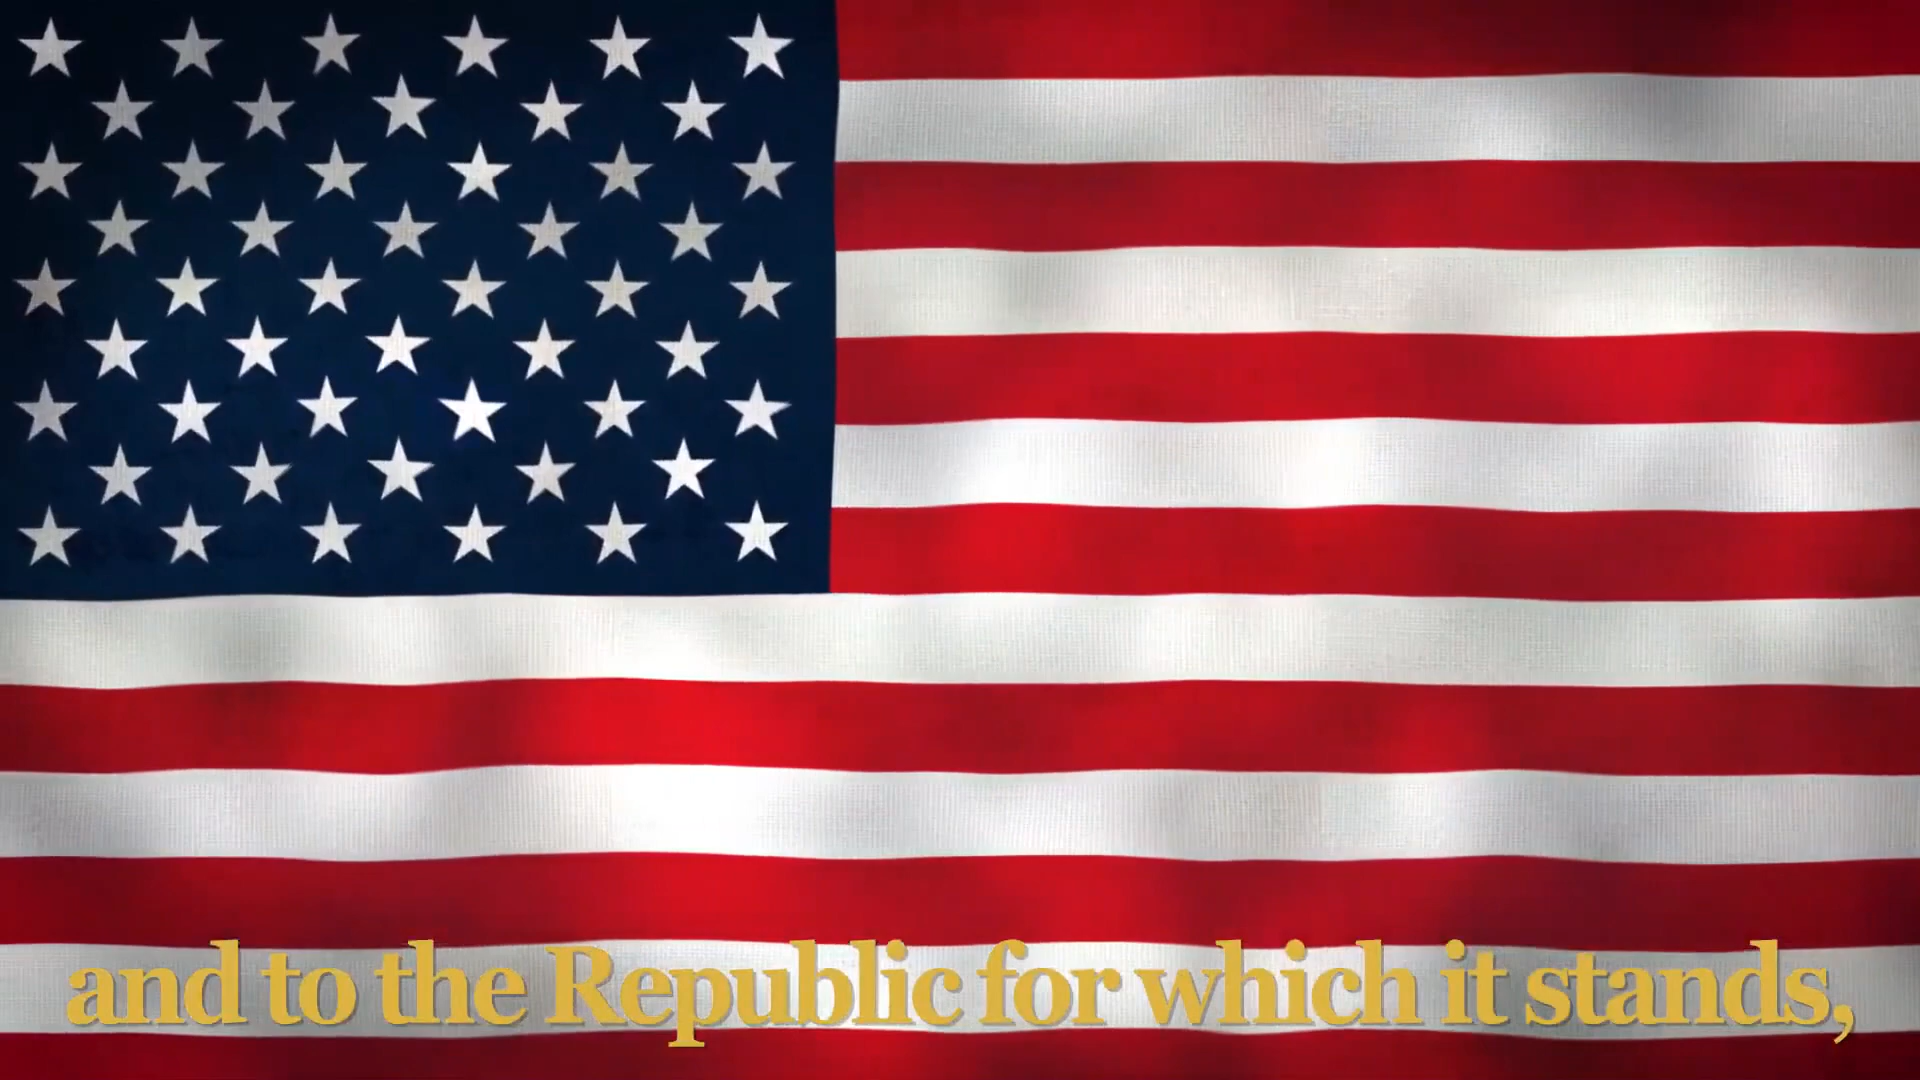 and to the Republic for which it stands,